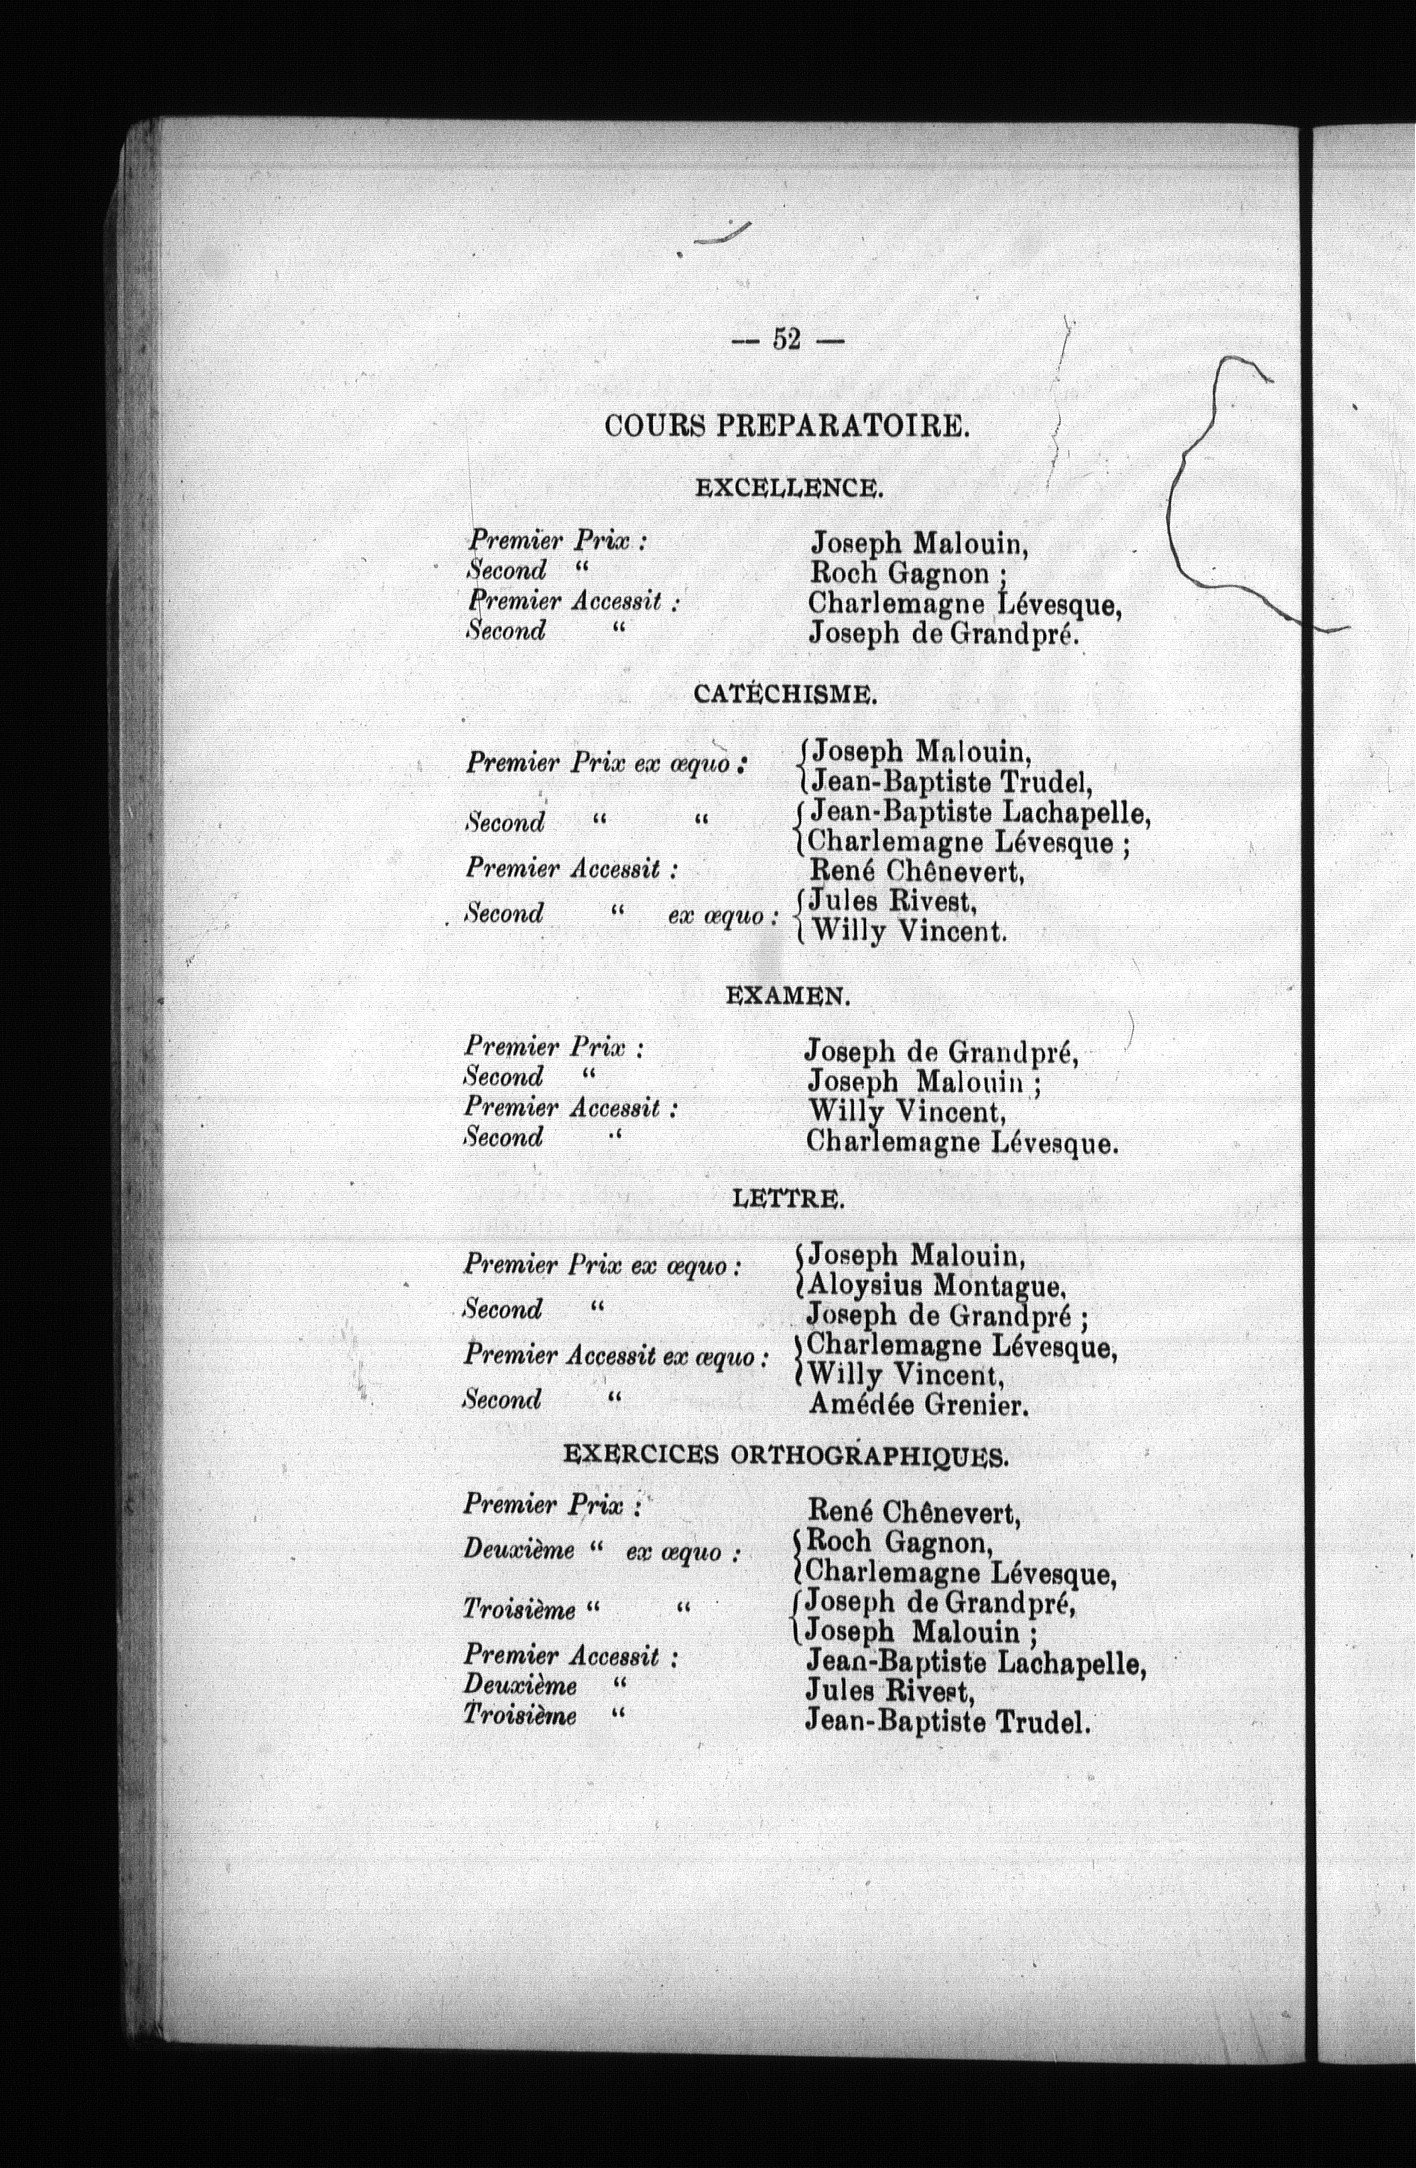 — 52 —
COURS PREPARATOIRE.
EXCELLENCE.
Premier Prix : Joseph Malouin,
Second “ Roch Gagnon ;
Premier Accessit : Charlemagne Lévesque,
Second “ Joseph de Grandpré.
CATÉCHISME.
Premier Prix ex œquo : { Joseph Malouin,
Jean-Baptiste Trudel,
Second “ “ { Jean-Baptiste Lachapelle,
Charlemagne Lévesque ;
Premier Accessit : René Chênevert,
Second “ ex œquo : { Jules Rivest,
Willy Vincent.
EXAMEN.
Premier Prix : Joseph de Grandpré,
Second “ Joseph Malouin ;
Premier Accessit : Willy Vincent,
Second “ Charlemagne Lévesque.
LETTRE.
Premier Prix ex œquo : { Joseph Malouin,
Aloysius Montague,
Second “ Joseph de Grandpré ;
Premier Accessit ex œquo : { Charlemagne Lévesque,
Willy Vincent,
Second “ Amédée Grenier.
EXERCICES ORTHOGRAPHIQUES.
Premier Prix : René Chênevert,
Deuxième “ ex œquo : { Roch Gagnon,
Charlemagne Lévesque,
Troisième “ “ { Joseph de Grandpré,
Joseph Malouin ;
Premier Accessit : Jean-Baptiste Lachapelle,
Deuxième “ Jules Rivest,
Troisième “ Jean-Baptiste Trudel.